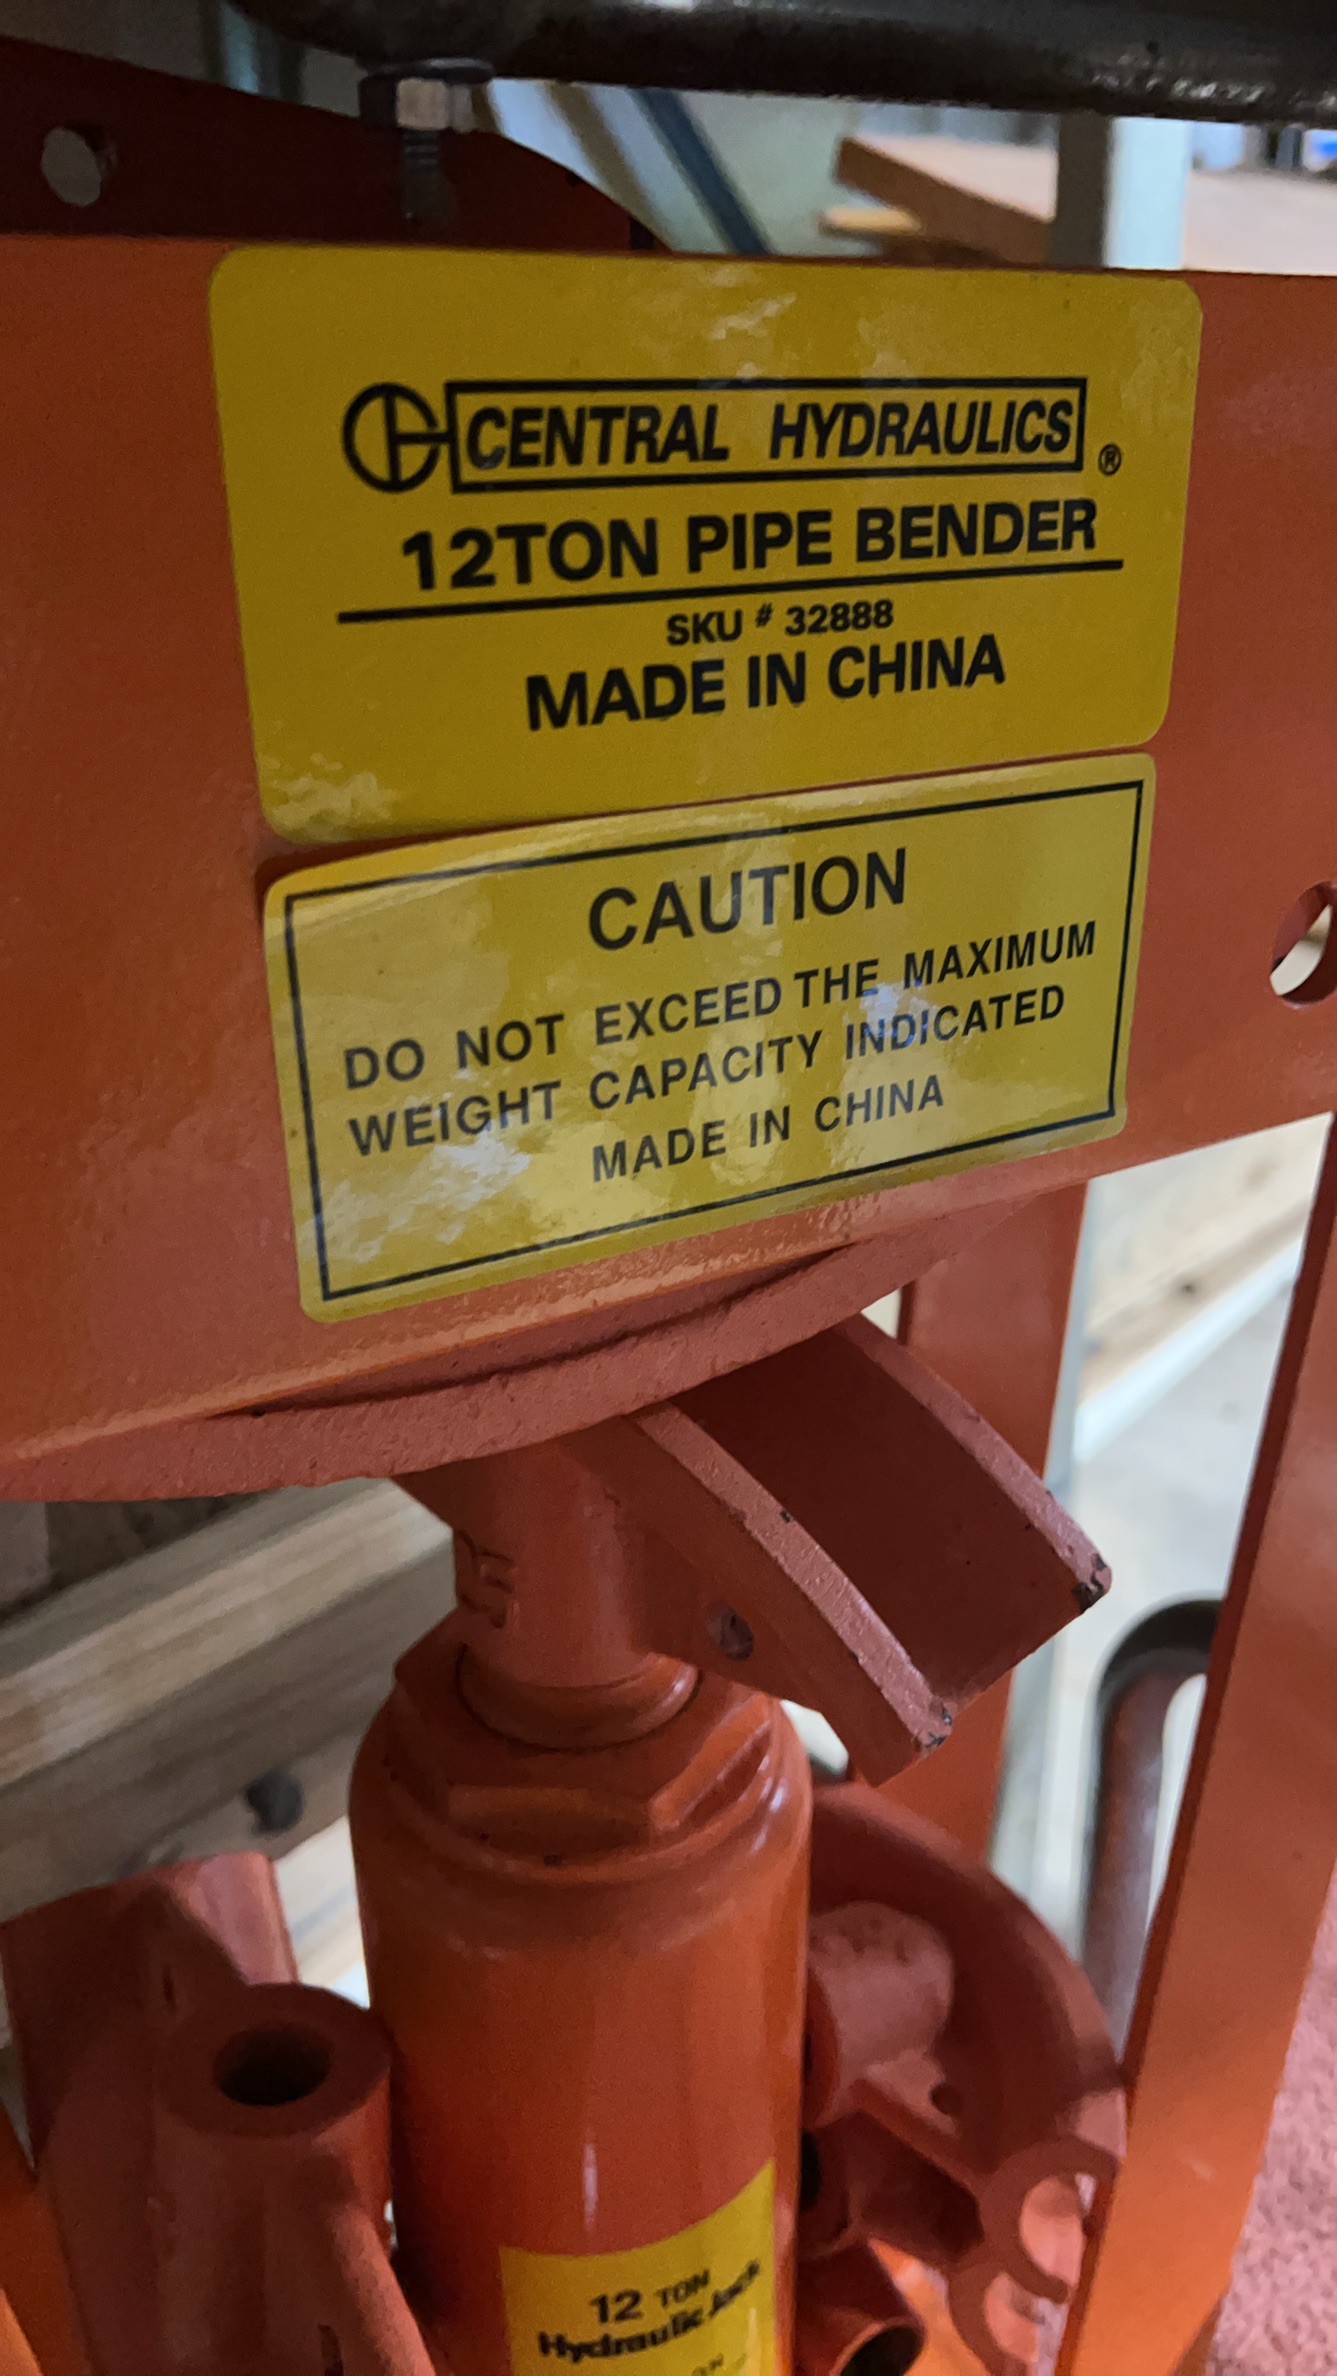 CENTRAL HYDRAULICS ®
12TON PIPE BENDER
SKU # 32888
MADE IN CHINA
CAUTION
DO NOT EXCEED THE MAXIMUM
WEIGHT CAPACITY INDICATED
MADE IN CHINA
12 TON
Hydraulic Jack